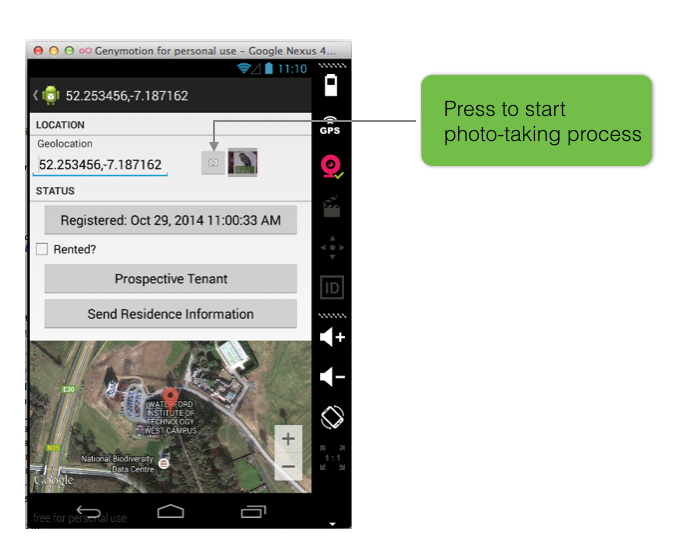 Genymotion for personal use - Google Nexus 4...
11:10
52.253456,-7.187162
LOCATION
Geolocation
52.253456,-7.187162
STATUS
Registered: Oct 29, 2014 11:00:33 AM
Rented?
Prospective Tenant
Send Residence Information
E30
WATERFORD
INSTITUTE OF
TECHNOLOGY
WEST CAMPUS
N25
National Biodiversity
Data Centre
+
−
Google
free for personal use
GPS
ID
+
−
1:1
Press to start
photo-taking process